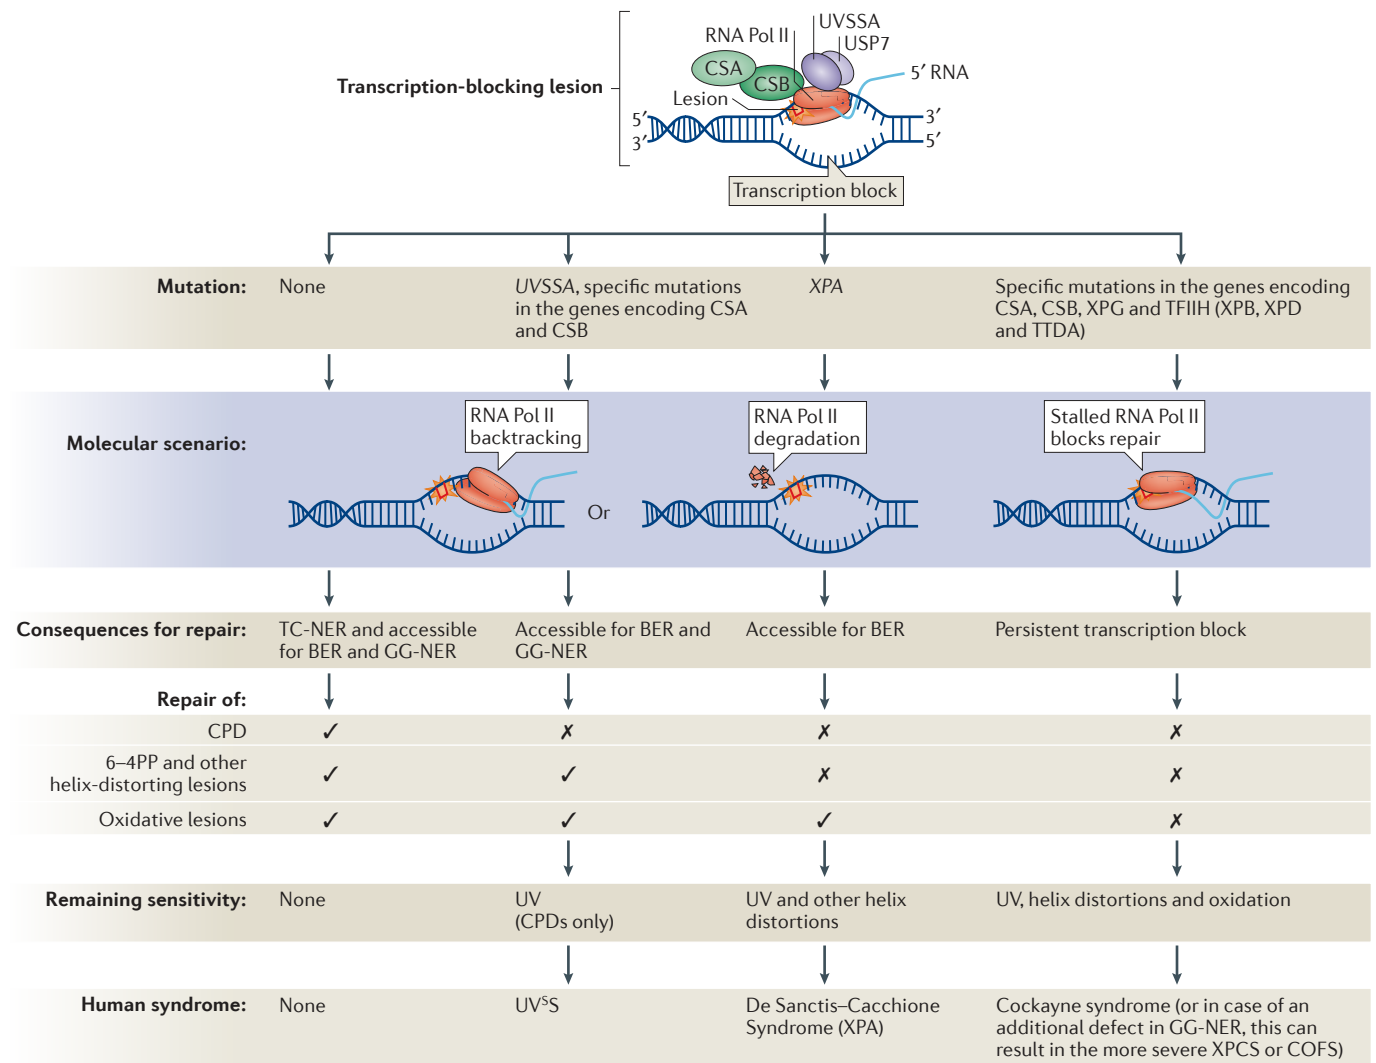 UVSSA
RNA Pol II
USP7
CSA
CSB
5′ RNA
Transcription-blocking lesion
Lesion
5′
3′
3′
5′
Transcription block
Mutation:
None
UVSSA, specific mutations
in the genes encoding CSA
and CSB
XPA
Specific mutations in the genes encoding
CSA, CSB, XPG and TFIIH (XPB, XPD
and TTDA)
Molecular scenario:
RNA Pol II
backtracking
Or
RNA Pol II
degradation
Stalled RNA Pol II
blocks repair
Consequences for repair:
TC-NER and accessible
for BER and GG-NER
Accessible for BER and
GG-NER
Accessible for BER
Persistent transcription block
Repair of:
CPD
✓ ✗ ✗ ✗
6–4PP and other
helix-distorting lesions
✓ ✓ ✗ ✗
Oxidative lesions
✓ ✓ ✓ ✗
Remaining sensitivity:
None
UV
(CPDs only)
UV and other helix
distortions
UV, helix distortions and oxidation
Human syndrome:
None
UVˢS
De Sanctis–Cacchione
Syndrome (XPA)
Cockayne syndrome (or in case of an
additional defect in GG-NER, this can
result in the more severe XPCS or COFS)